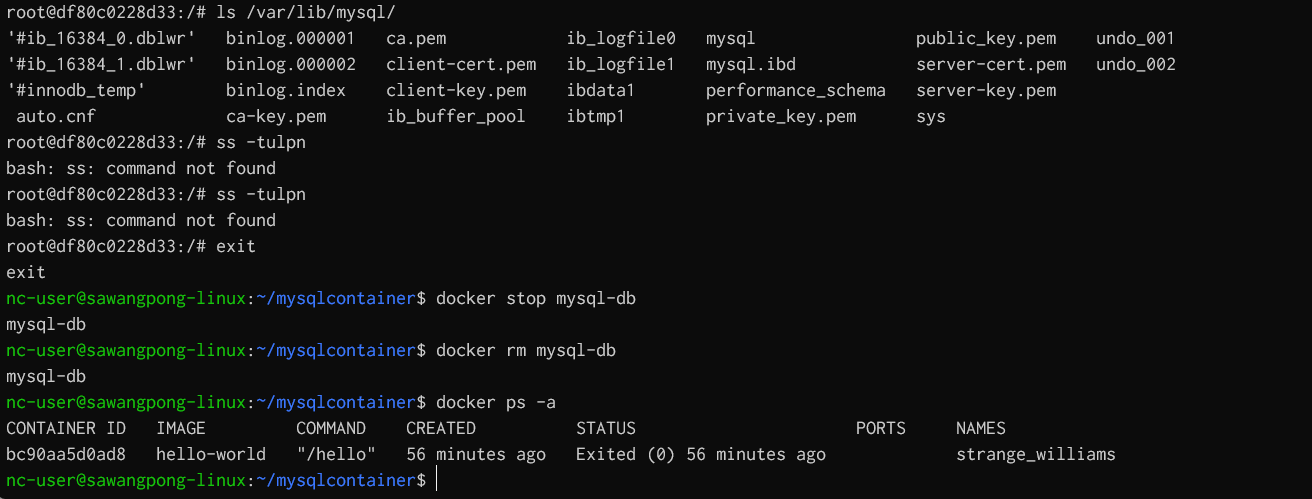 root@df80c0228d33:/# ls /var/lib/mysql/
'#ib_16384_0.dblwr'   binlog.000001   ca.pem            ib_logfile0   mysql                public_key.pem    undo_001
'#ib_16384_1.dblwr'   binlog.000002   client-cert.pem   ib_logfile1   mysql.ibd            server-cert.pem   undo_002
'#innodb_temp'        binlog.index    client-key.pem    ibdata1       performance_schema   server-key.pem
 auto.cnf             ca-key.pem      ib_buffer_pool    ibtmp1        private_key.pem      sys
root@df80c0228d33:/# ss -tulpn
bash: ss: command not found
root@df80c0228d33:/# ss -tulpn
bash: ss: command not found
root@df80c0228d33:/# exit
exit
nc-user@sawangpong-linux:~/mysqlcontainer$ docker stop mysql-db
mysql-db
nc-user@sawangpong-linux:~/mysqlcontainer$ docker rm mysql-db
mysql-db
nc-user@sawangpong-linux:~/mysqlcontainer$ docker ps -a
CONTAINER ID   IMAGE         COMMAND    CREATED          STATUS                      PORTS     NAMES
bc90aa5d0ad8   hello-world   "/hello"   56 minutes ago   Exited (0) 56 minutes ago             strange_williams
nc-user@sawangpong-linux:~/mysqlcontainer$